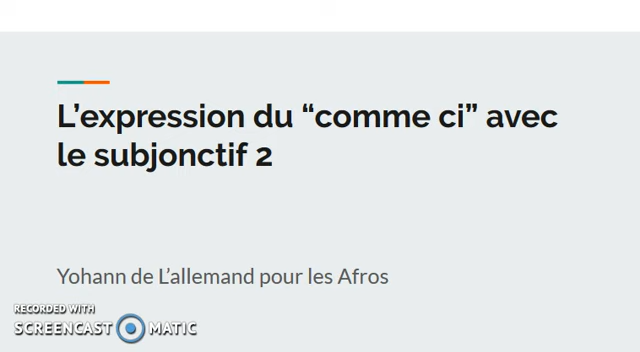 L’expression du “comme ci” avec
le subjonctif 2
Yohann de L’allemand pour les Afros
RECORDED WITH
SCREENCAST MATIC